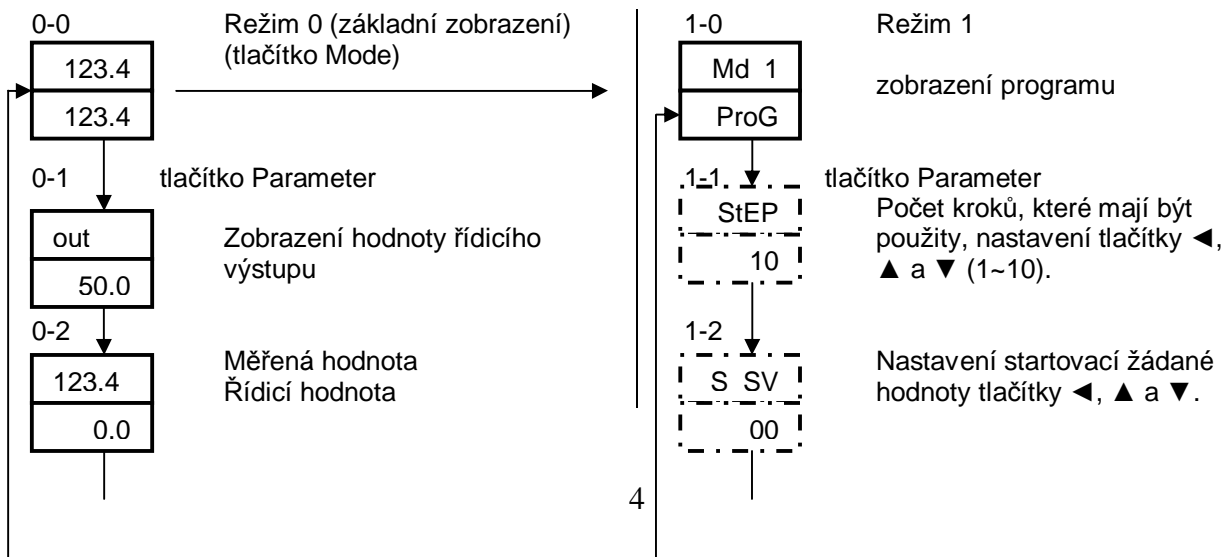 0-0
Režim 0 (základní zobrazení)
(tlačítko Mode)
123.4
123.4
0-1
tlačítko Parameter
out
50.0
Zobrazení hodnoty řídicího
výstupu
0-2
123.4
0.0
Měřená hodnota
Řídicí hodnota
1-0
Režim 1
Md 1
ProG
zobrazení programu
1-1
tlačítko Parameter
StEP
10
Počet kroků, které mají být
použity, nastavení tlačítky ◄,
▲ a ▼ (1~10).
1-2
S SV
00
Nastavení startovací žádané
hodnoty tlačítky ◄, ▲ a ▼.
4